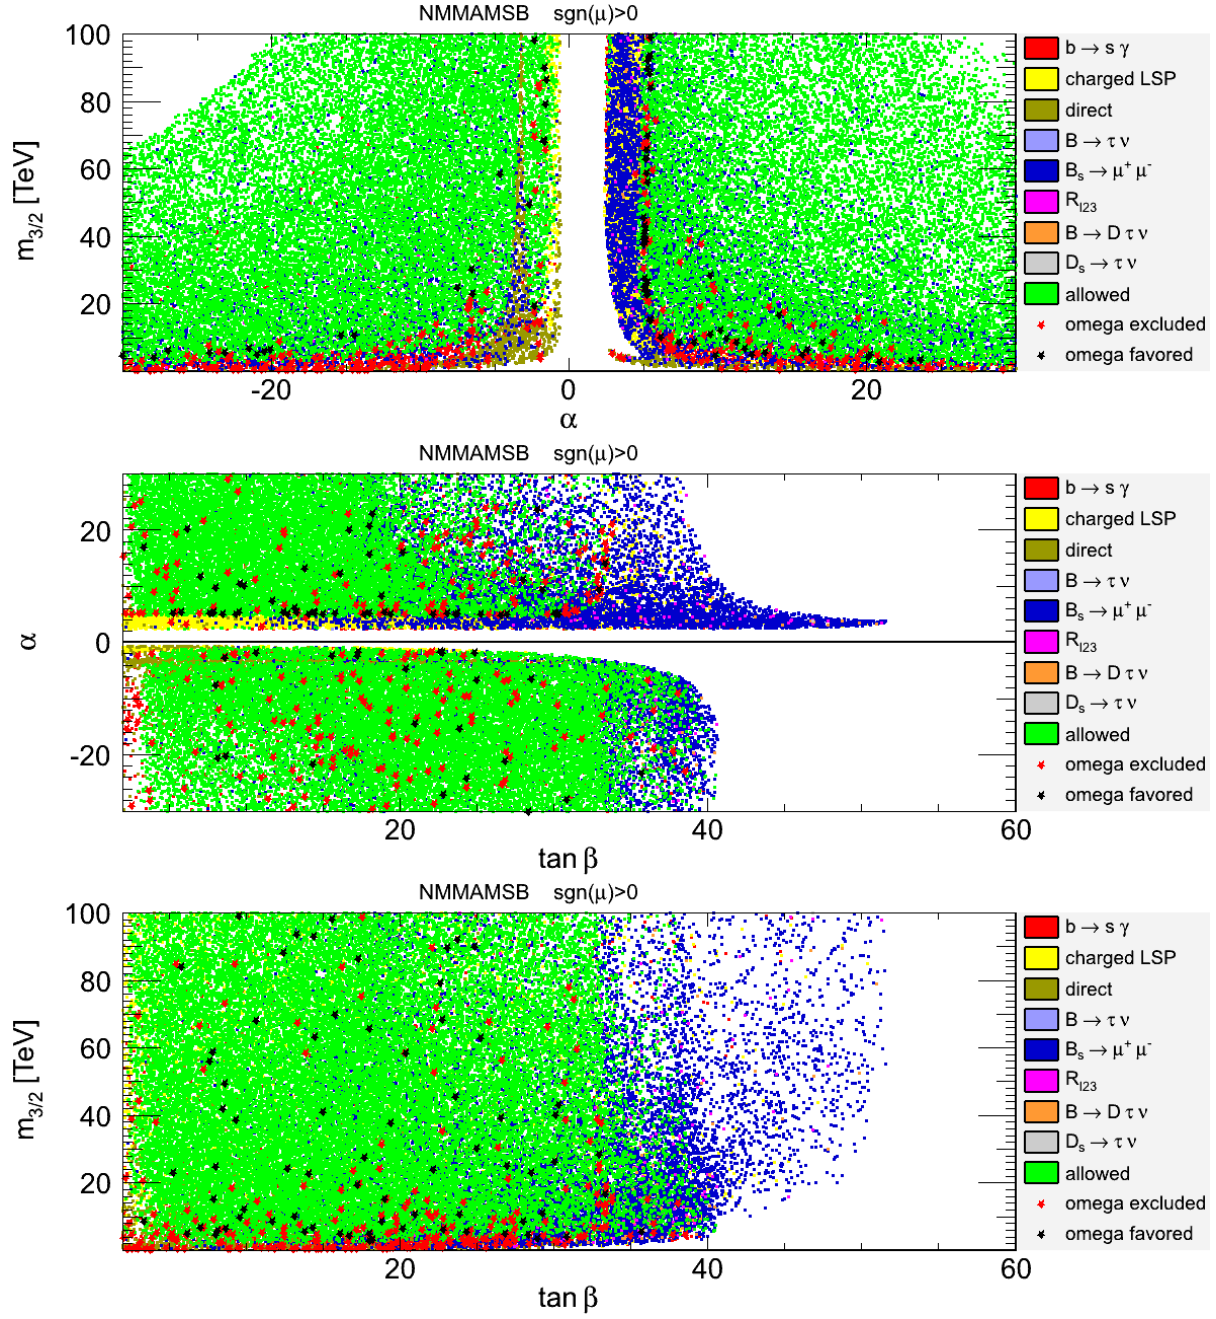 NMMAMSB sgn(μ)>0
m3/2 [TeV]
100
80
60
40
20
-20
0
20
α
b → s γ
charged LSP
direct
B → τ ν
Bs → μ+ μ-
Rl23
B → D τ ν
Ds → τ ν
allowed
omega excluded
omega favored
NMMAMSB sgn(μ)>0
α
20
0
-20
20
40
60
tan β
b → s γ
charged LSP
direct
B → τ ν
Bs → μ+ μ-
Rl23
B → D τ ν
Ds → τ ν
allowed
omega excluded
omega favored
NMMAMSB sgn(μ)>0
m3/2 [TeV]
100
80
60
40
20
20
40
60
tan β
b → s γ
charged LSP
direct
B → τ ν
Bs → μ+ μ-
Rl23
B → D τ ν
Ds → τ ν
allowed
omega excluded
omega favored